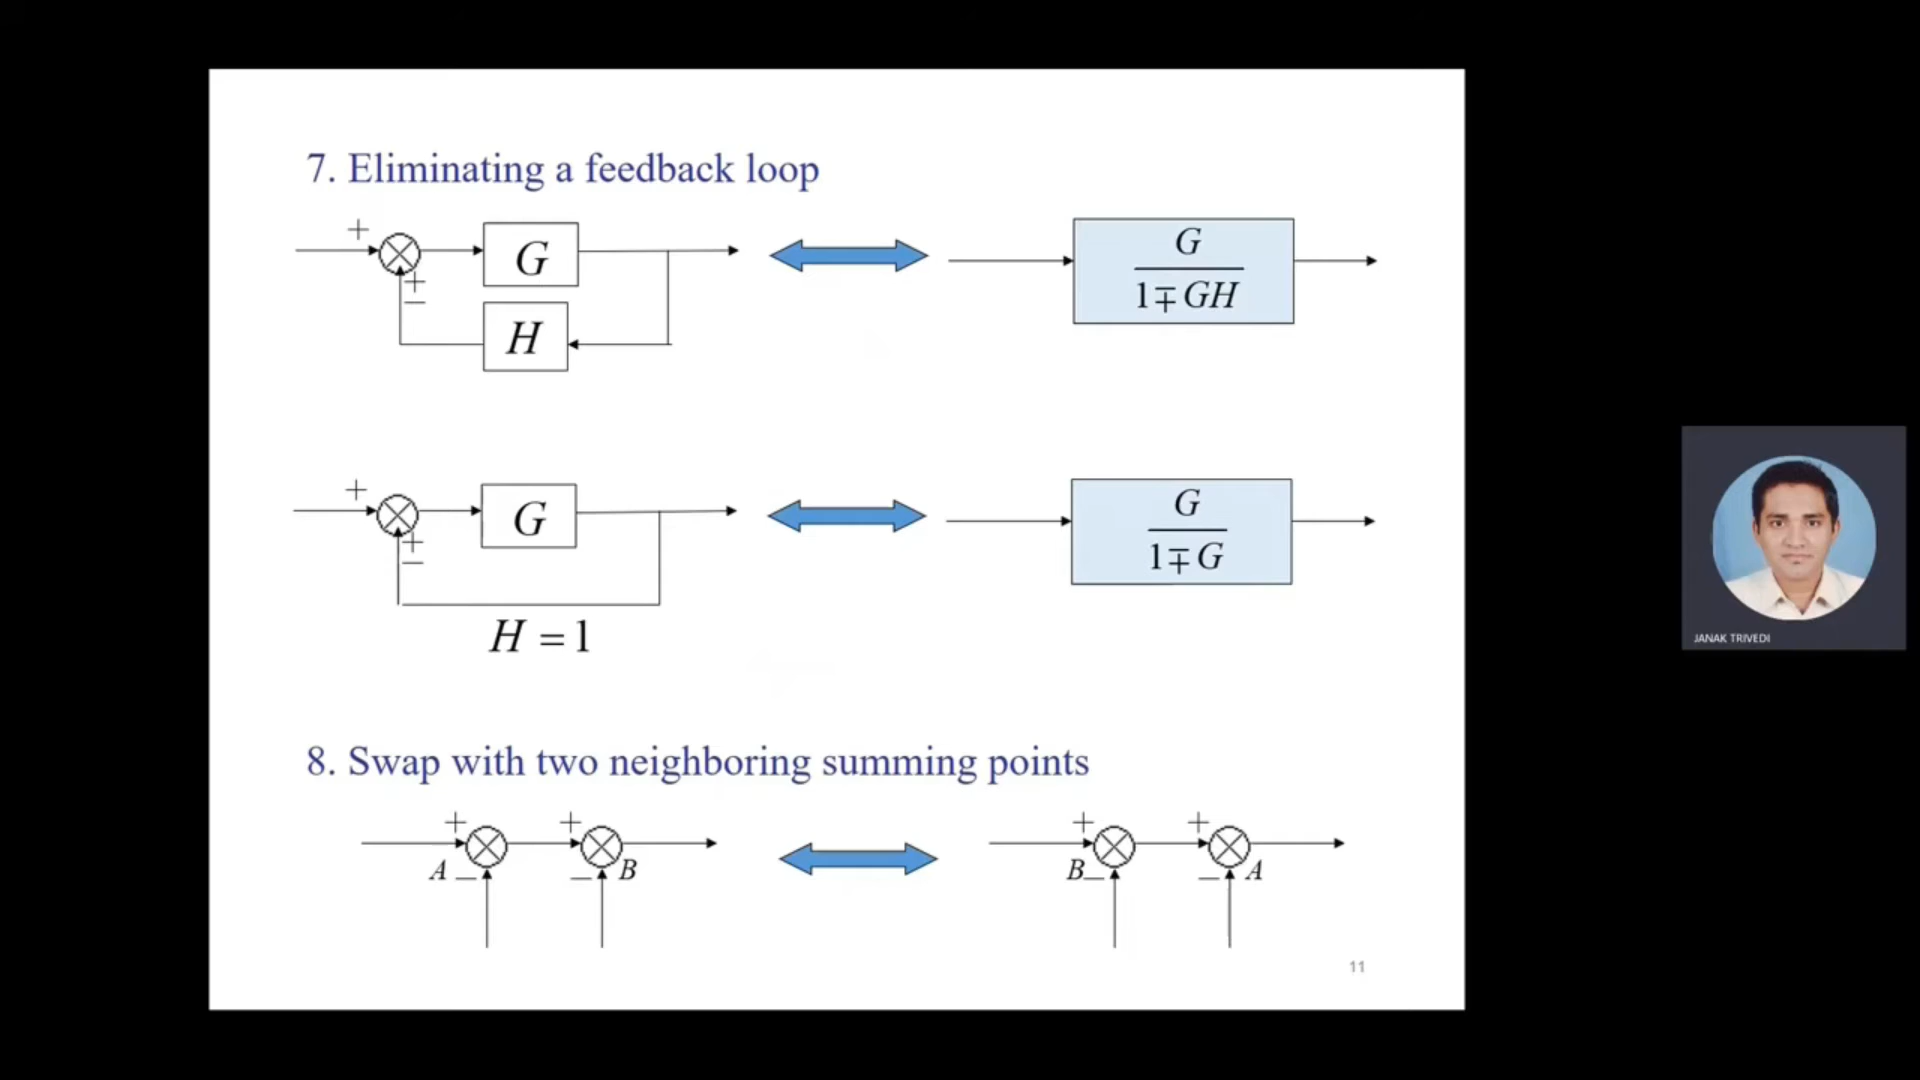 7. Eliminating a feedback loop
+
G
±
H
G
1∓GH
+
G
±
H = 1
G
1∓G
8. Swap with two neighboring summing points
+ + + +
A − − B B − − A
11
JANAK TRIVEDI